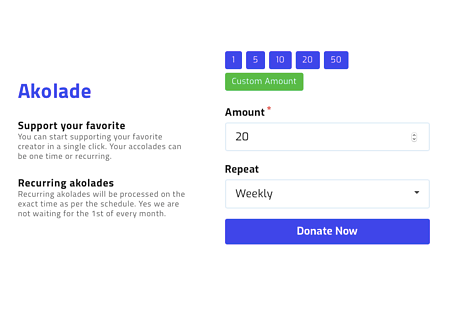 Akolade
Support your favorite
You can start supporting your favorite
creator in a single click. Your accolades can
be one time or recurring.
Recurring akolades
Recurring akolades will be processed on the
exact time as per the schedule. Yes we are
not waiting for the 1st of every month.
1 5 10 20 50
Custom Amount
Amount *
20
Repeat
Weekly
Donate Now